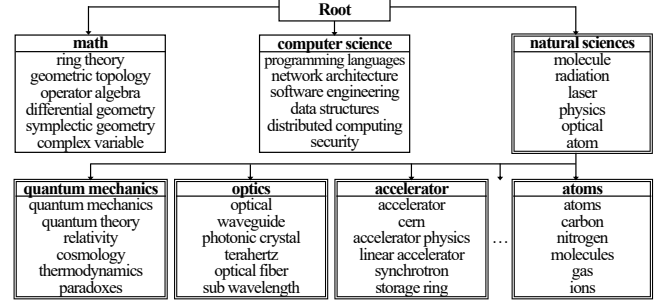 Root
math
ring theory
geometric topology
operator algebra
differential geometry
symplectic geometry
complex variable
computer science
programming languages
network architecture
software engineering
data structures
distributed computing
security
natural sciences
molecule
radiation
laser
physics
optical
atom
quantum mechanics
quantum mechanics
quantum theory
relativity
cosmology
thermodynamics
paradoxes
optics
optical
waveguide
photonic crystal
terahertz
optical fiber
sub wavelength
accelerator
accelerator
cern
accelerator physics
linear accelerator
synchrotron
storage ring
...
atoms
atoms
carbon
nitrogen
molecules
gas
ions